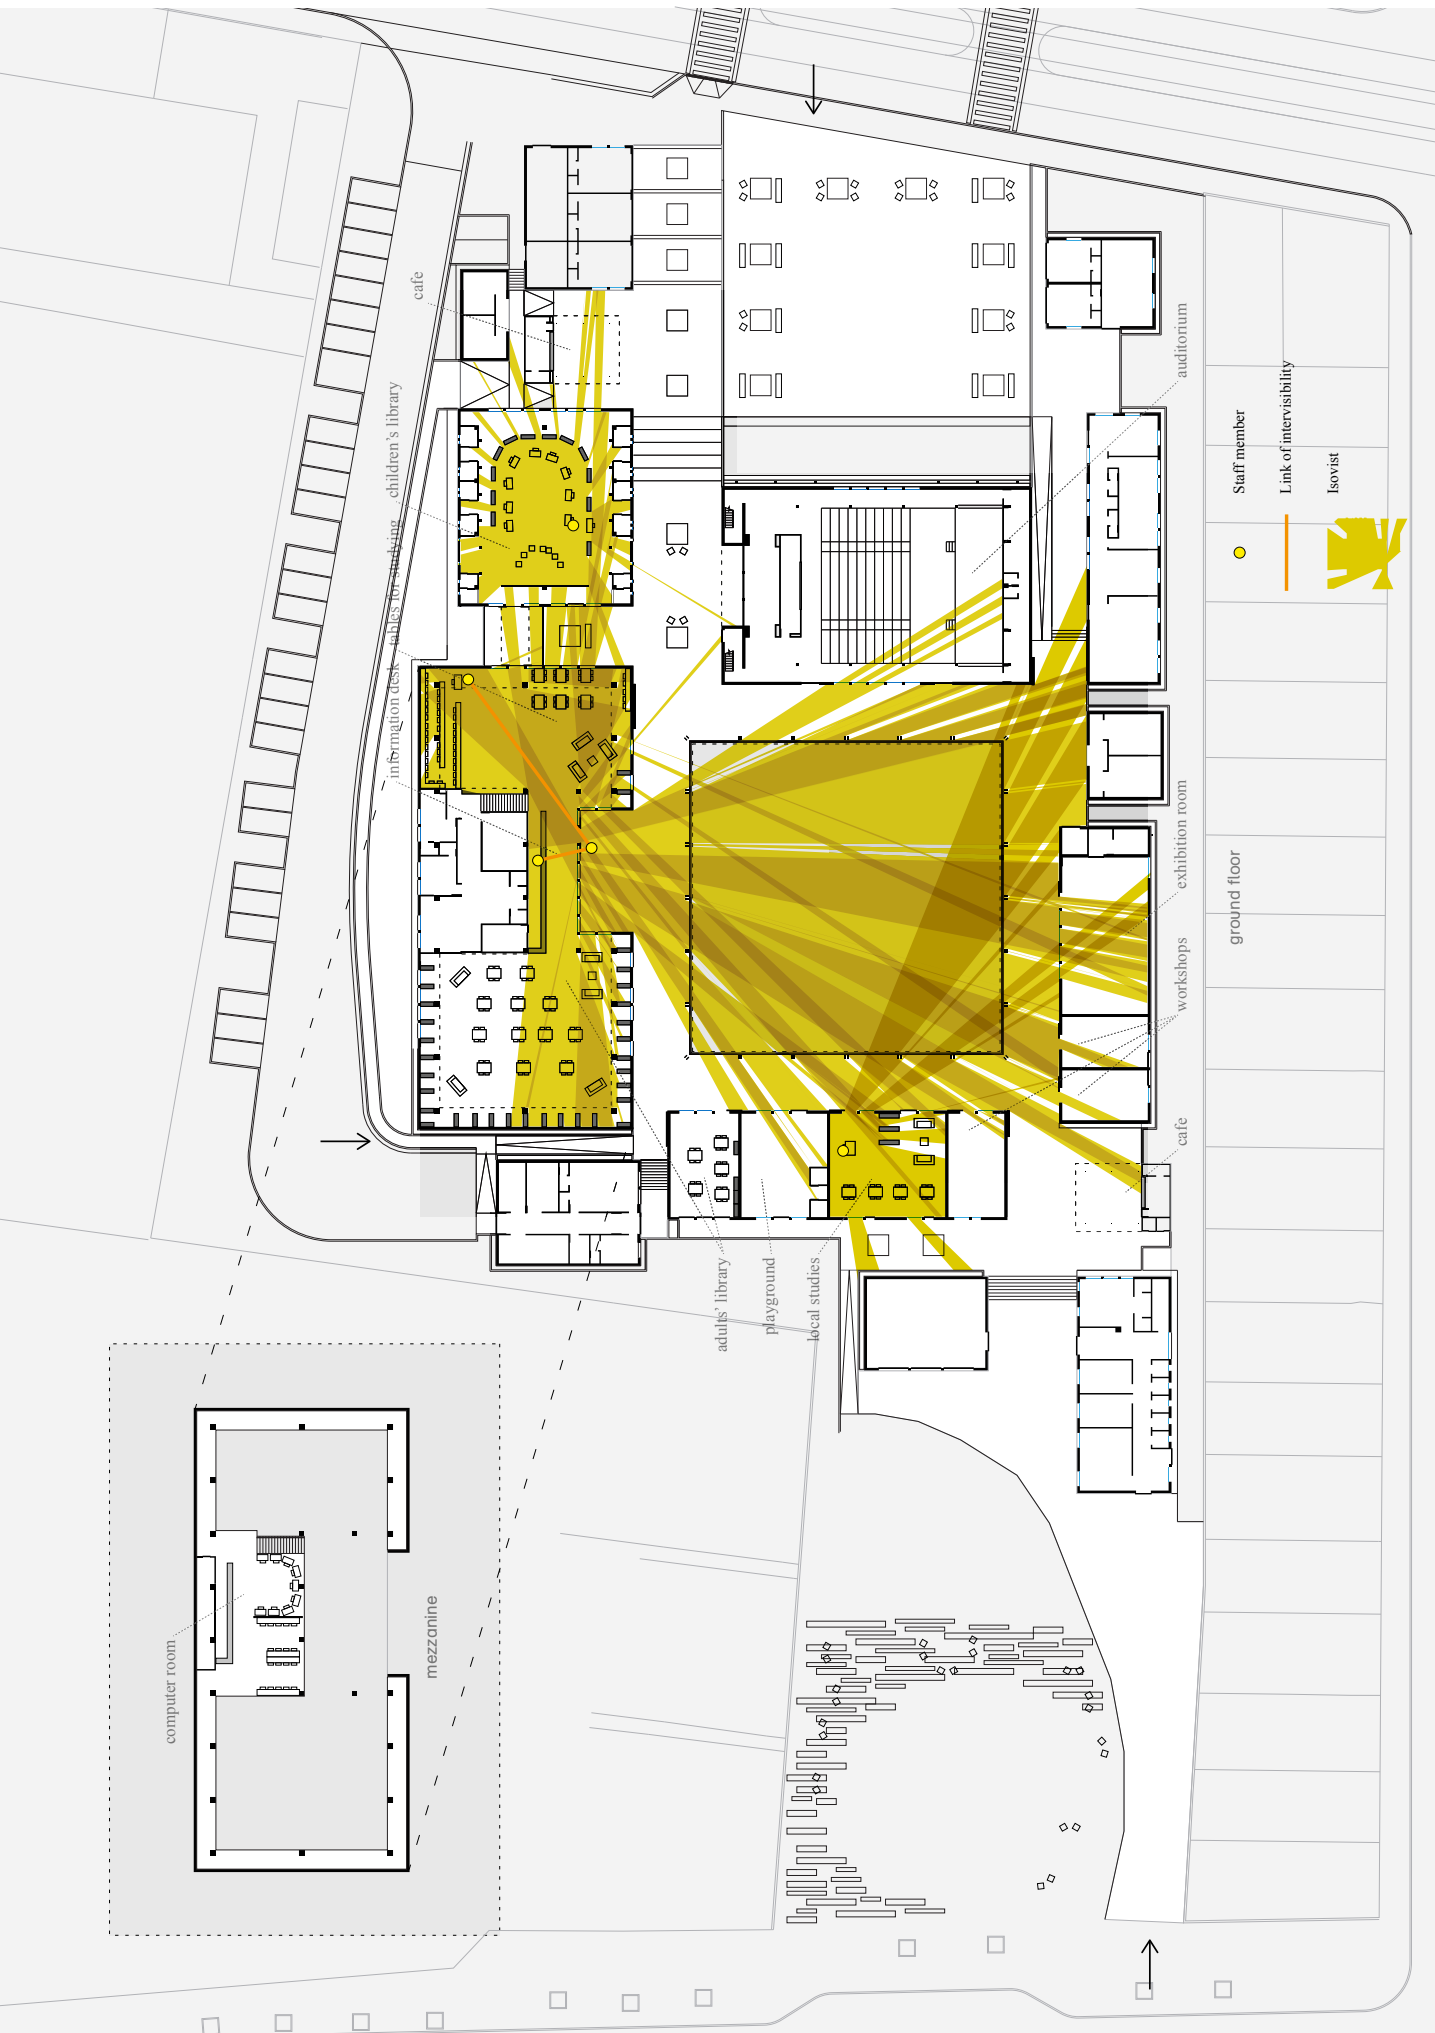 cafe
children's library
tables for studying
information desk
auditorium
exhibition room
workshops
cafe
adults' library
playground
local studies
ground floor
Staff member
Link of intervisibility
Isovist
computer room
mezzanine